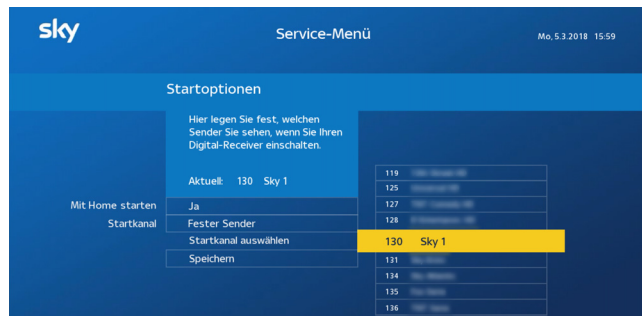 sky
Service-Menü
Mo, 5.3.2018 15:59
Startoptionen
Hier legen Sie fest, welchen
Sender Sie sehen, wenn Sie Ihren
Digital-Receiver einschalten.
Aktuell: 130 Sky 1
Mit Home starten Ja
Startkanal Fester Sender
Startkanal auswählen
Speichern
119
125
127
128
130 Sky 1
131
134
135
136